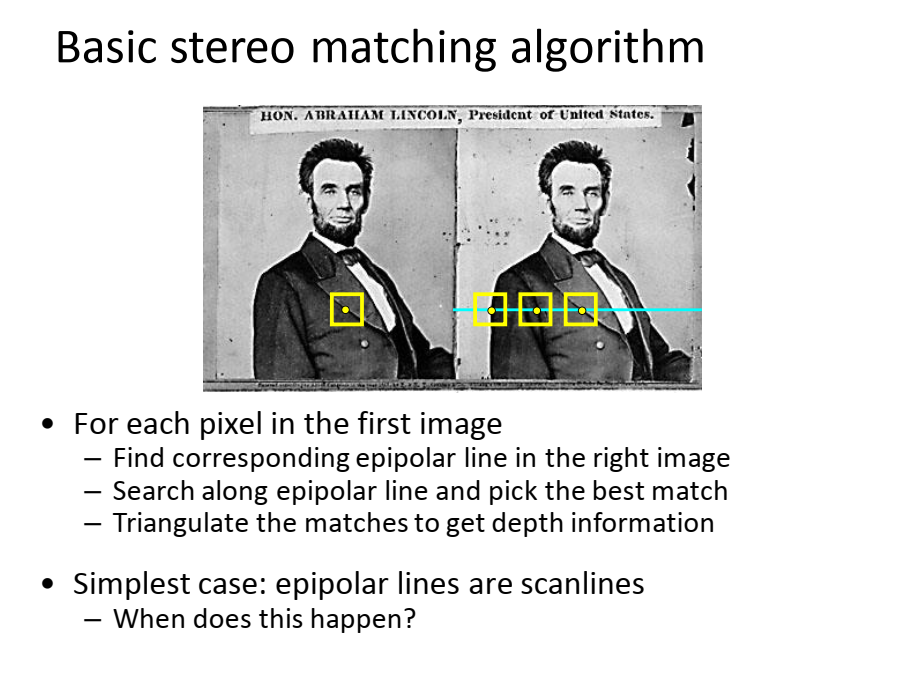 Basic stereo matching algorithm
HON. ABRAHAM LINCOLN, President of United States.
• For each pixel in the first image
– Find corresponding epipolar line in the right image
– Search along epipolar line and pick the best match
– Triangulate the matches to get depth information
• Simplest case: epipolar lines are scanlines
– When does this happen?